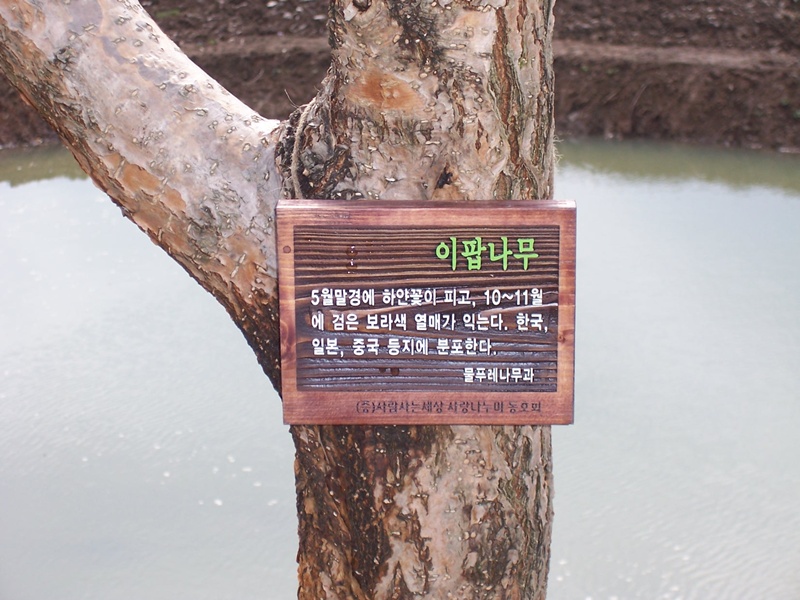 이팝나무
5월말경에 하얀꽃이 피고, 10~11월
에 검은 보라색 열매가 익는다. 한국,
일본, 중국 등지에 분포한다.
물푸레나무과
(증)사람사는세상 사랑나누미 동호회